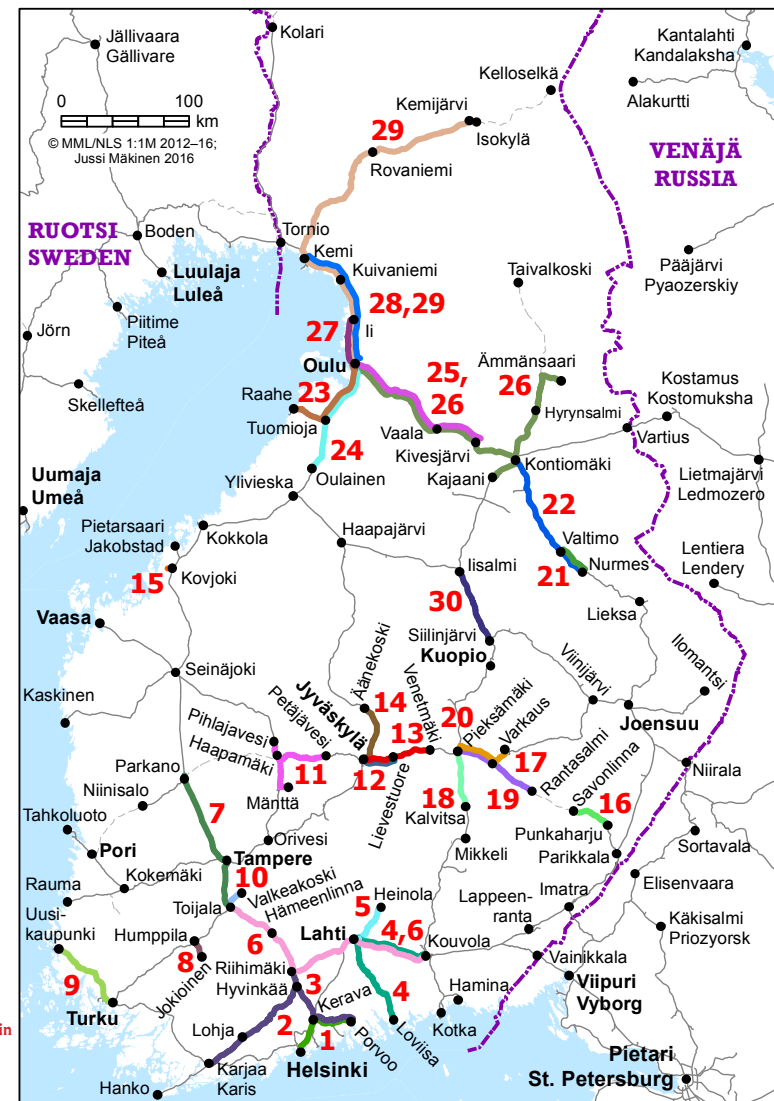 Jällivaara
Gällivare
Kolari
Kantalahti
Kandalaksha
Kelloselkä
Alakurtti
0 100
km
© MML/NLS 1:1M 2012–16;
Jussi Mäkinen 2016
Kemijärvi
Isokylä
29
Rovaniemi
VENÄJÄ
RUSSIA
RUOTSI
SWEDEN
Boden
Tornio
Kemi
Luulaja
Luleå
Kuivaniemi
Taivalkoski
Pääjärvi
Pyaozerskiy
Piitime
Piteå
28,29
Jörn
27
Ii
Oulu
Ämmänsaari
Skellefteå
Raahe
23
25,
26
26
Kostamus
Kostomuksha
Tuomioja
Hyrynsalmi
Vaala
Vartius
24
Kivesjärvi
Uumaja
Umeå
Oulainen
Kajaani
Kontiomäki
Lietmajärvi
Ledmozero
Ylivieska
22
Pietarsaari
Jakobstad
Kokkola
Haapajärvi
Valtimo
Lentiera
Lendery
15
Kovjoki
Iisalmi
21
Nurmes
30
Lieksa
Vaasa
Siilinjärvi
Kuopio
Seinäjoki
Kaskinen
Äänekoski
Jyväskylä
Petäjävesi
Pihlajavesi
Haapamäki
Venetmäki
Viinijärvi
Ilomantsi
14
20
Pieksämäki
Varkaus
Joensuu
13
17
Rantasalmi
Savonlinna
Niirala
11
12
Lievestuore
19
16
Parkano
Niinisalo
Mänttä
18
Kalvitsa
Punkaharju
7
Tahkoluoto
Orivesi
Mikkeli
Parikkala
Sortavala
Pori
Tampere
Kokemäki
10
Valkeakoski
Hämeenlinna
Imatra
Elisenvaara
Rauma
Toijala
Heinola
5
Lappeen-
ranta
Uusi-
kaupunki
Humppila
6
Lahti
4,6
Käkisalmi
Priozyorsk
Kouvola
8
Jokioinen
Riihimäki
Vainikkala
9
Hyvinkää
3
4
Hamina
Viipuri
Vyborg
Turku
Kerava
in
Lohja
2
1
Porvoo
Loviisa
Kotka
Karjaa
Karis
Helsinki
Pietari
St. Petersburg
Hanko